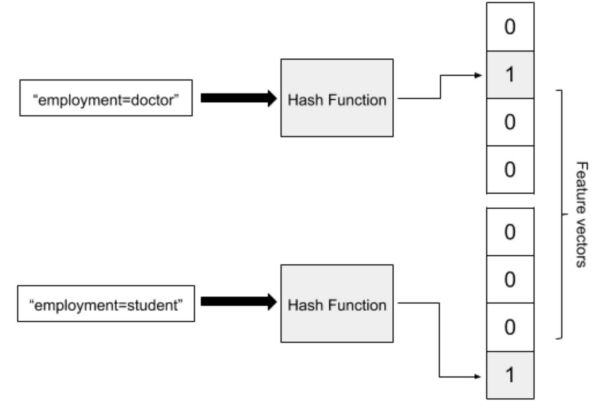 0
“employment=doctor”
Hash Function
1
0
0
Feature vectors
0
0
“employment=student”
Hash Function
0
1